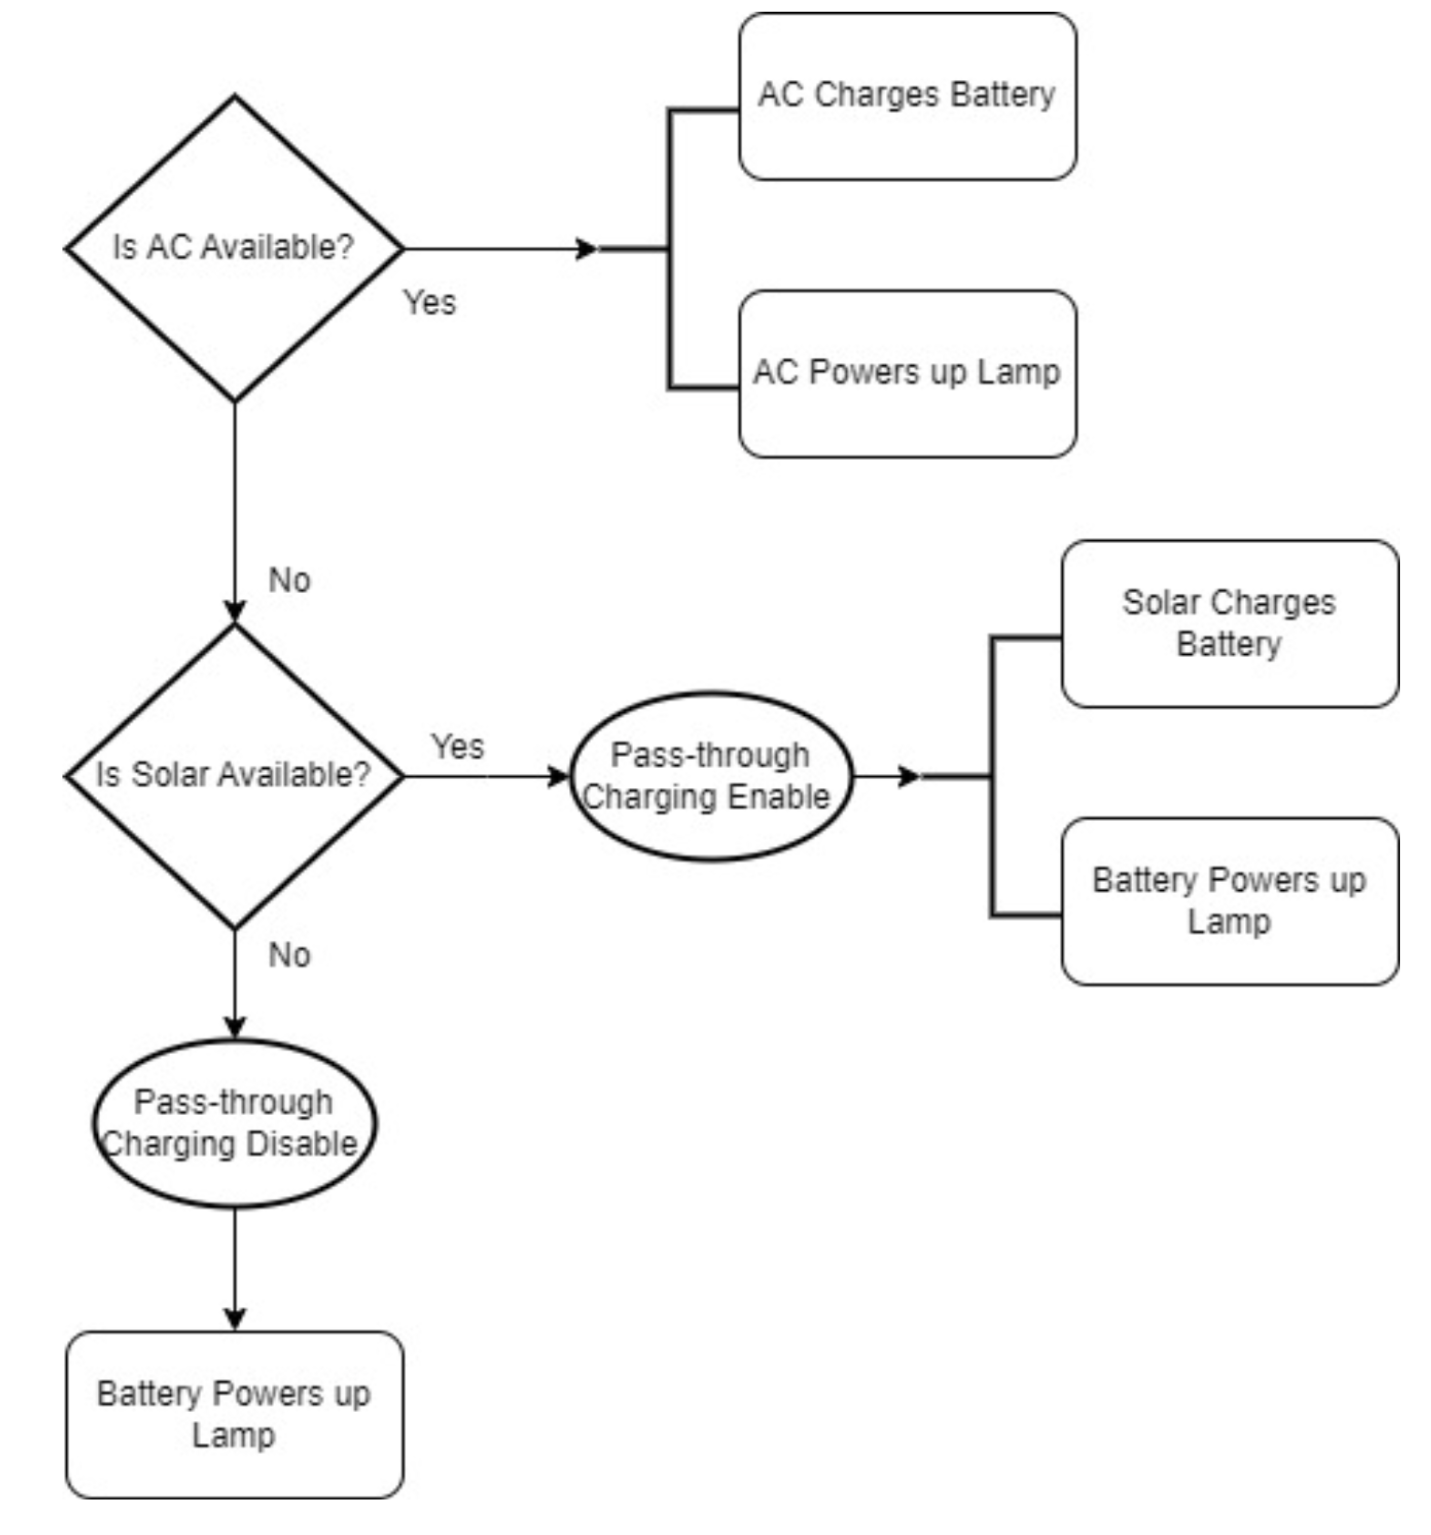 AC Charges Battery
Is AC Available?
Yes
AC Powers up Lamp
No
Solar Charges
Battery
Is Solar Available?
Yes
Pass-through
Charging Enable
Battery Powers up
Lamp
No
Pass-through
Charging Disable
Battery Powers up
Lamp